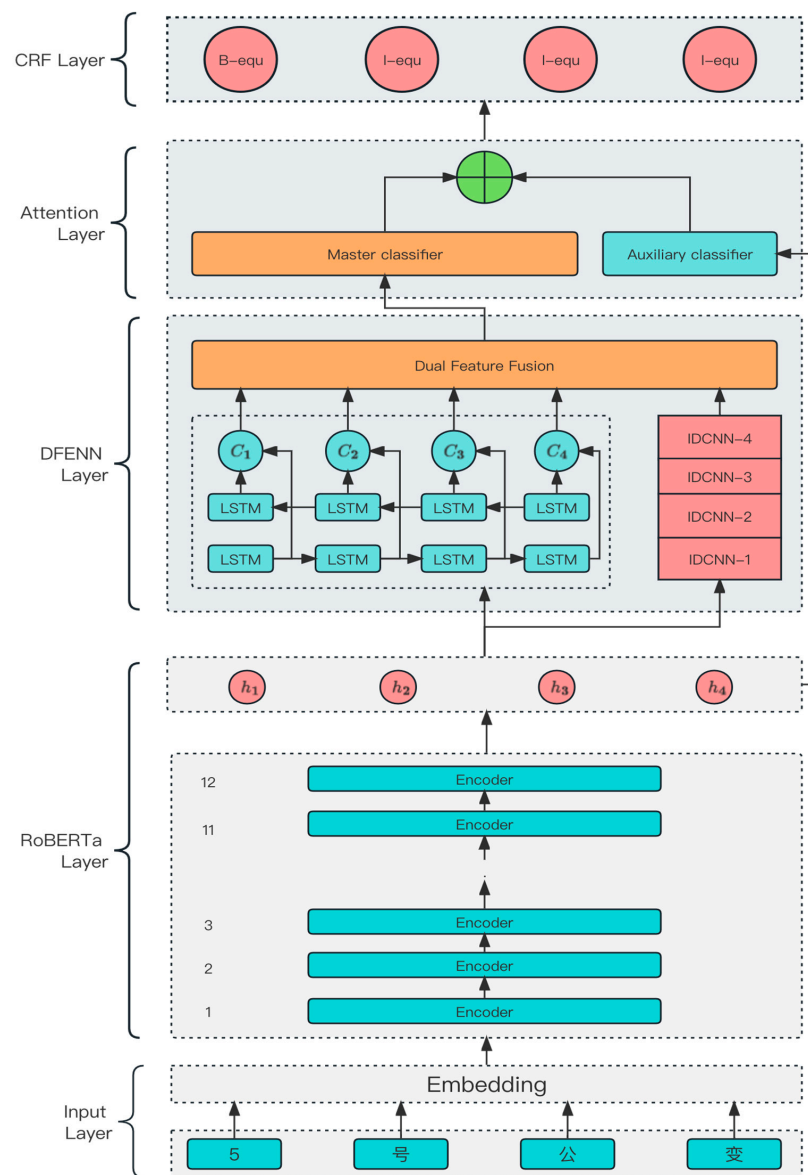 CRF Layer
B-equ I-equ I-equ I-equ
Attention
Layer
Master classifier
Auxiliary classifier
DFENN
Layer
Dual Feature Fusion
C1 C2 C3 C4
LSTM LSTM LSTM LSTM
LSTM LSTM LSTM LSTM
IDCNN-4
IDCNN-3
IDCNN-2
IDCNN-1
RoBERTa
Layer
h1 h2 h3 h4
12 Encoder
11 Encoder
3 Encoder
2 Encoder
1 Encoder
Input
Layer
Embedding
5 号 公 变